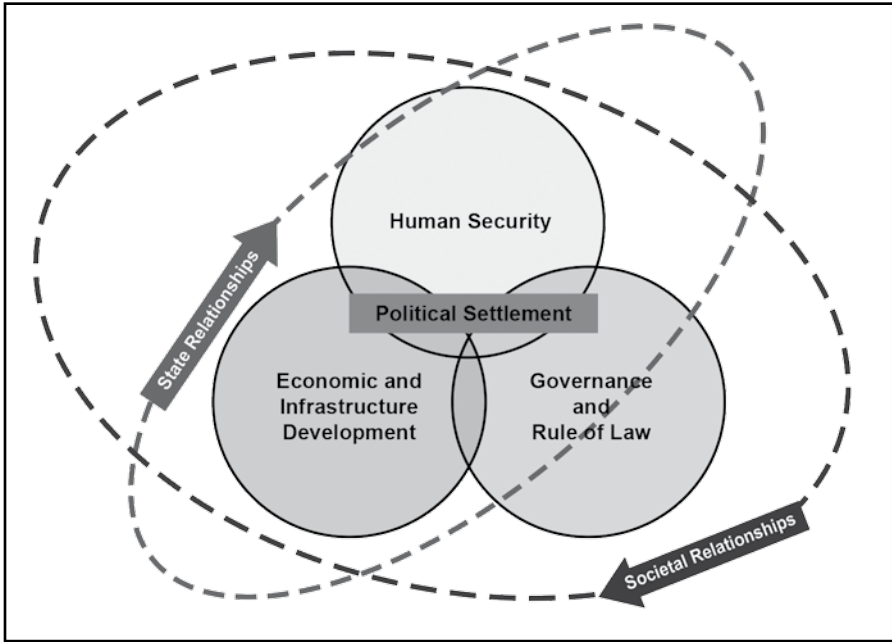 Human Security
State Relationships
Political Settlement
Economic and
Infrastructure
Development
Governance
and
Rule of Law
Societal Relationships